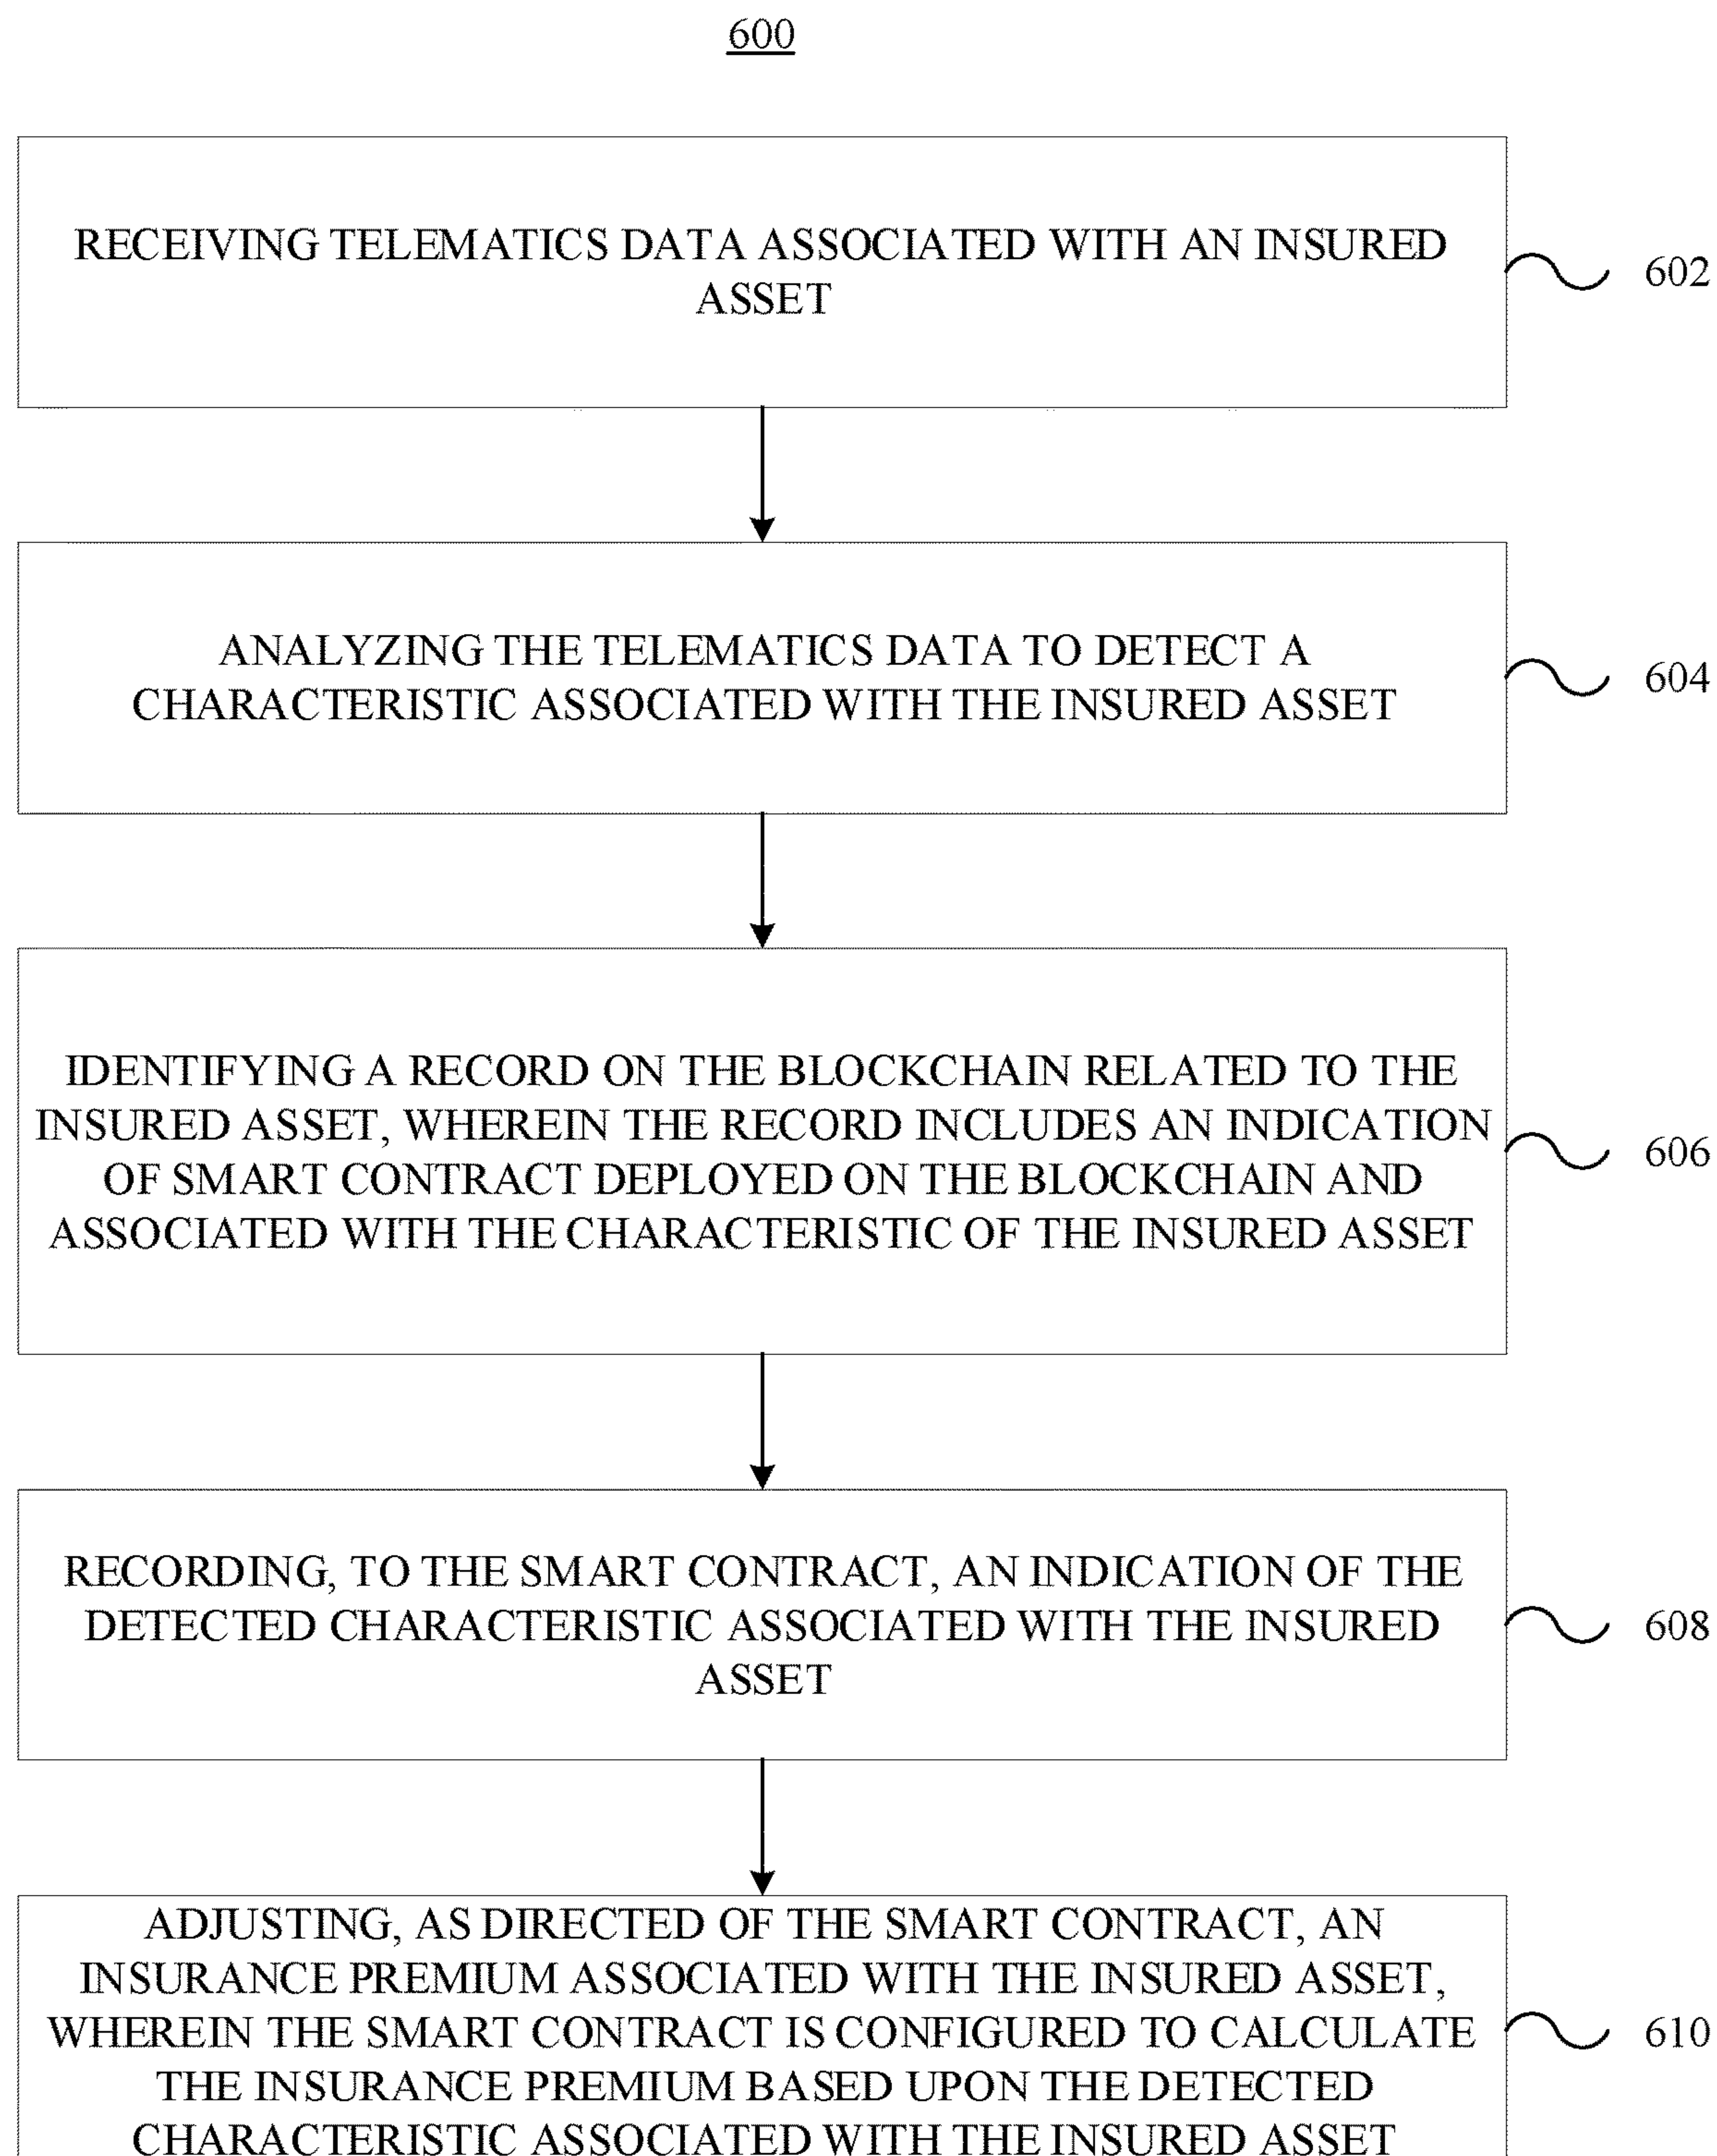 600
RECEIVING TELEMATICS DATA ASSOCIATED WITH AN INSURED
ASSET
602
ANALYZING THE TELEMATICS DATA TO DETECT A
CHARACTERISTIC ASSOCIATED WITH THE INSURED ASSET
604
IDENTIFYING A RECORD ON THE BLOCKCHAIN RELATED TO THE
INSURED ASSET, WHEREIN THE RECORD INCLUDES AN INDICATION
OF SMART CONTRACT DEPLOYED ON THE BLOCKCHAIN AND
ASSOCIATED WITH THE CHARACTERISTIC OF THE INSURED ASSET
606
RECORDING, TO THE SMART CONTRACT, AN INDICATION OF THE
DETECTED CHARACTERISTIC ASSOCIATED WITH THE INSURED
ASSET
608
ADJUSTING, AS DIRECTED OF THE SMART CONTRACT, AN
INSURANCE PREMIUM ASSOCIATED WITH THE INSURED ASSET,
WHEREIN THE SMART CONTRACT IS CONFIGURED TO CALCULATE
THE INSURANCE PREMIUM BASED UPON THE DETECTED
CHARACTERISTIC ASSOCIATED WITH THE INSURED ASSET
610